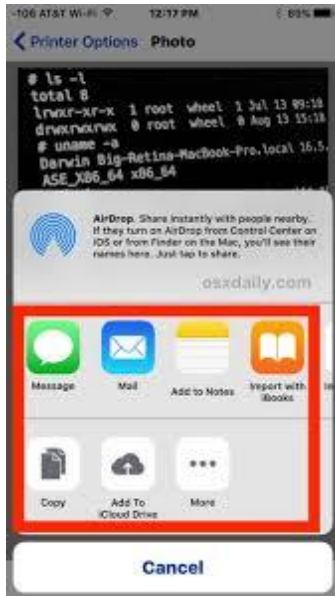 -106 AT&T Wi-Fi 12:17 PM 85%
Printer Options Photo
# ls -l
total 8
lrwxr-xr-x 1 root wheel 1 Jul 13 09:18
drwxrwxrwx 0 root wheel 0 Aug 13 15:18
# uname -a
Darwin Big-Retina-MacBook-Pro.local 16.5.
ASE_X86_64 x86_64
AirDrop. Share instantly with people nearby.
If they turn on AirDrop from Control Center on
iOS or from Finder on the Mac, you'll see their
names here. Just tap to share.
osxdaily.com
Message Mail Add to Notes Import with
iBooks
Copy Add To More
iCloud Drive
Cancel